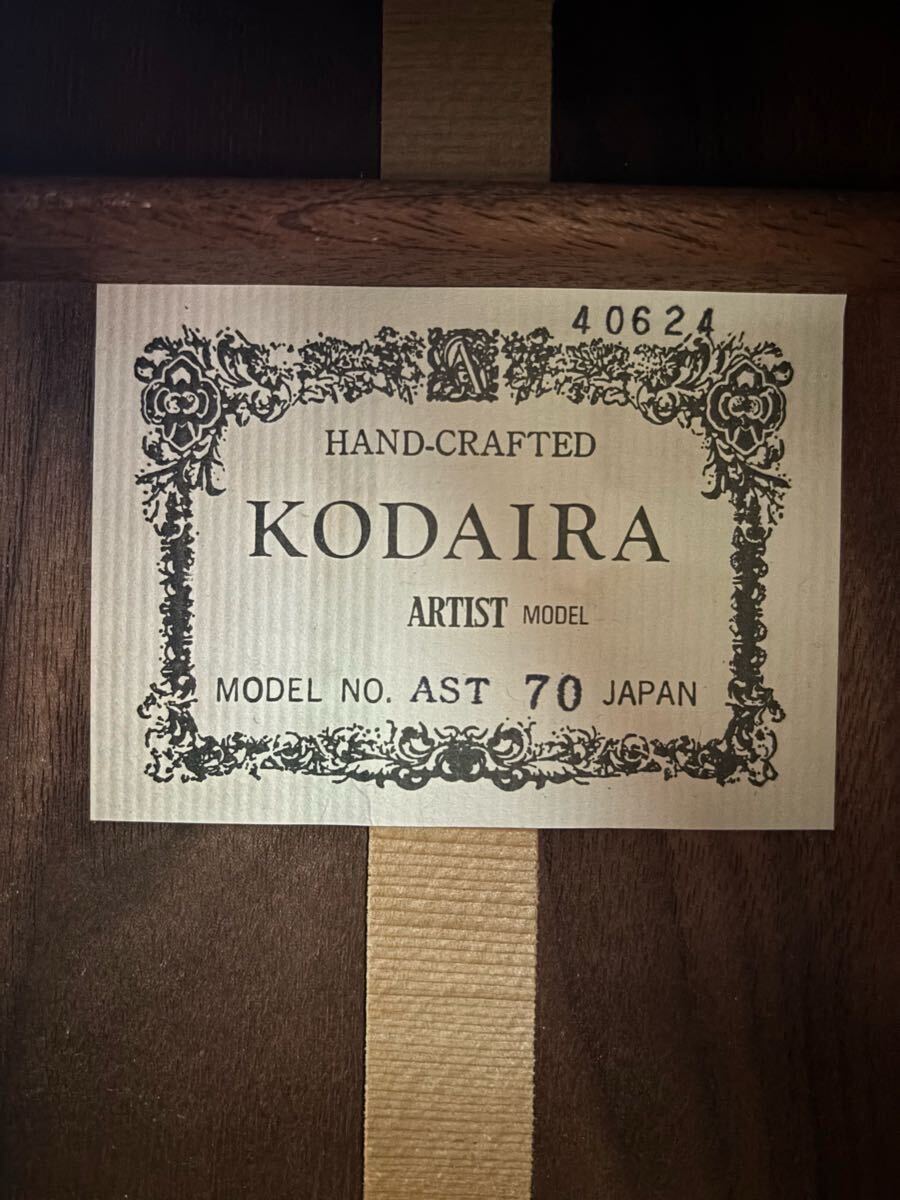 40624
A
HAND-CRAFTED
KODAIRA
ARTIST MODEL
MODEL NO. AST 70 JAPAN